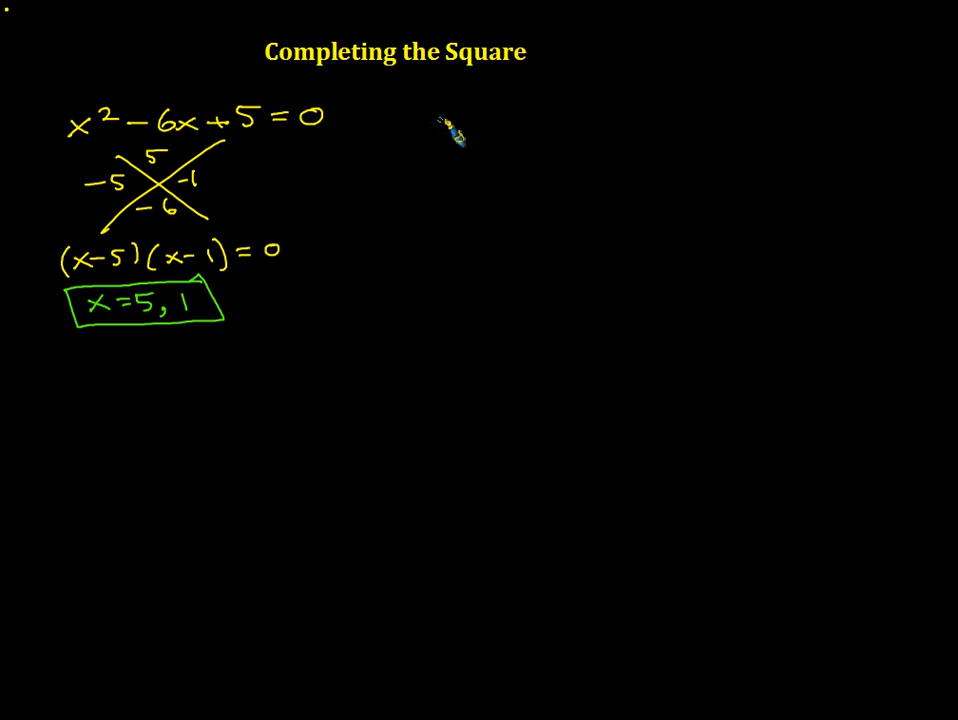 Completing the Square
x² - 6x + 5 = 0
5
-5 -1
-6
(x-5)(x-1) = 0
x = 5, 1